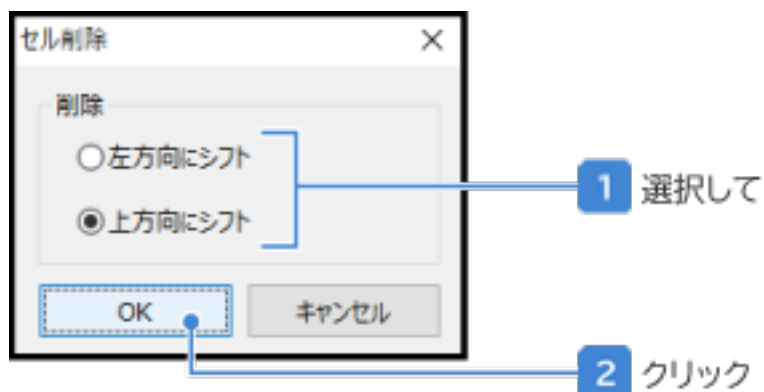 セル削除
削除
左方向にシフト
1 選択して
上方向にシフト
OK キャンセル
2 クリック